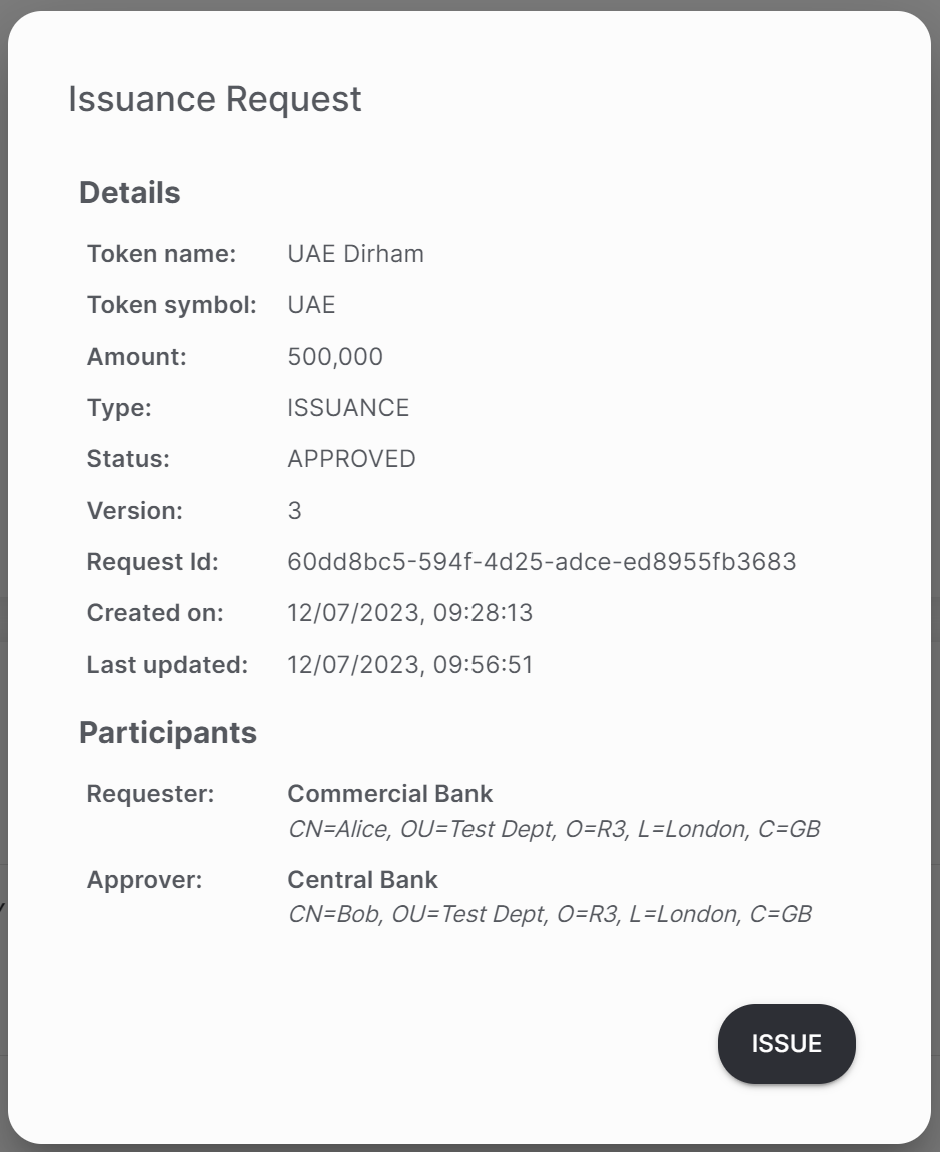 Issuance Request
Details
Token name: UAE Dirham
Token symbol: UAE
Amount: 500,000
Type: ISSUANCE
Status: APPROVED
Version: 3
Request Id: 60dd8bc5-594f-4d25-adce-ed8955fb3683
Created on: 12/07/2023, 09:28:13
Last updated: 12/07/2023, 09:56:51
Participants
Requester: Commercial Bank
CN=Alice, OU=Test Dept, O=R3, L=London, C=GB
Approver: Central Bank
CN=Bob, OU=Test Dept, O=R3, L=London, C=GB
ISSUE